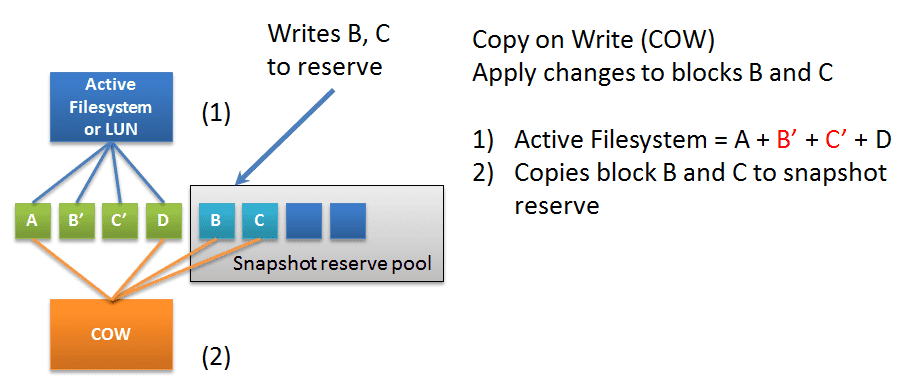 Writes B, C
to reserve
Copy on Write (COW)
Apply changes to blocks B and C
Active
Filesystem
or LUN
(1)
1) Active Filesystem = A + B’ + C’ + D
2) Copies block B and C to snapshot
reserve
A B’ C’ D B C
Snapshot reserve pool
COW
(2)